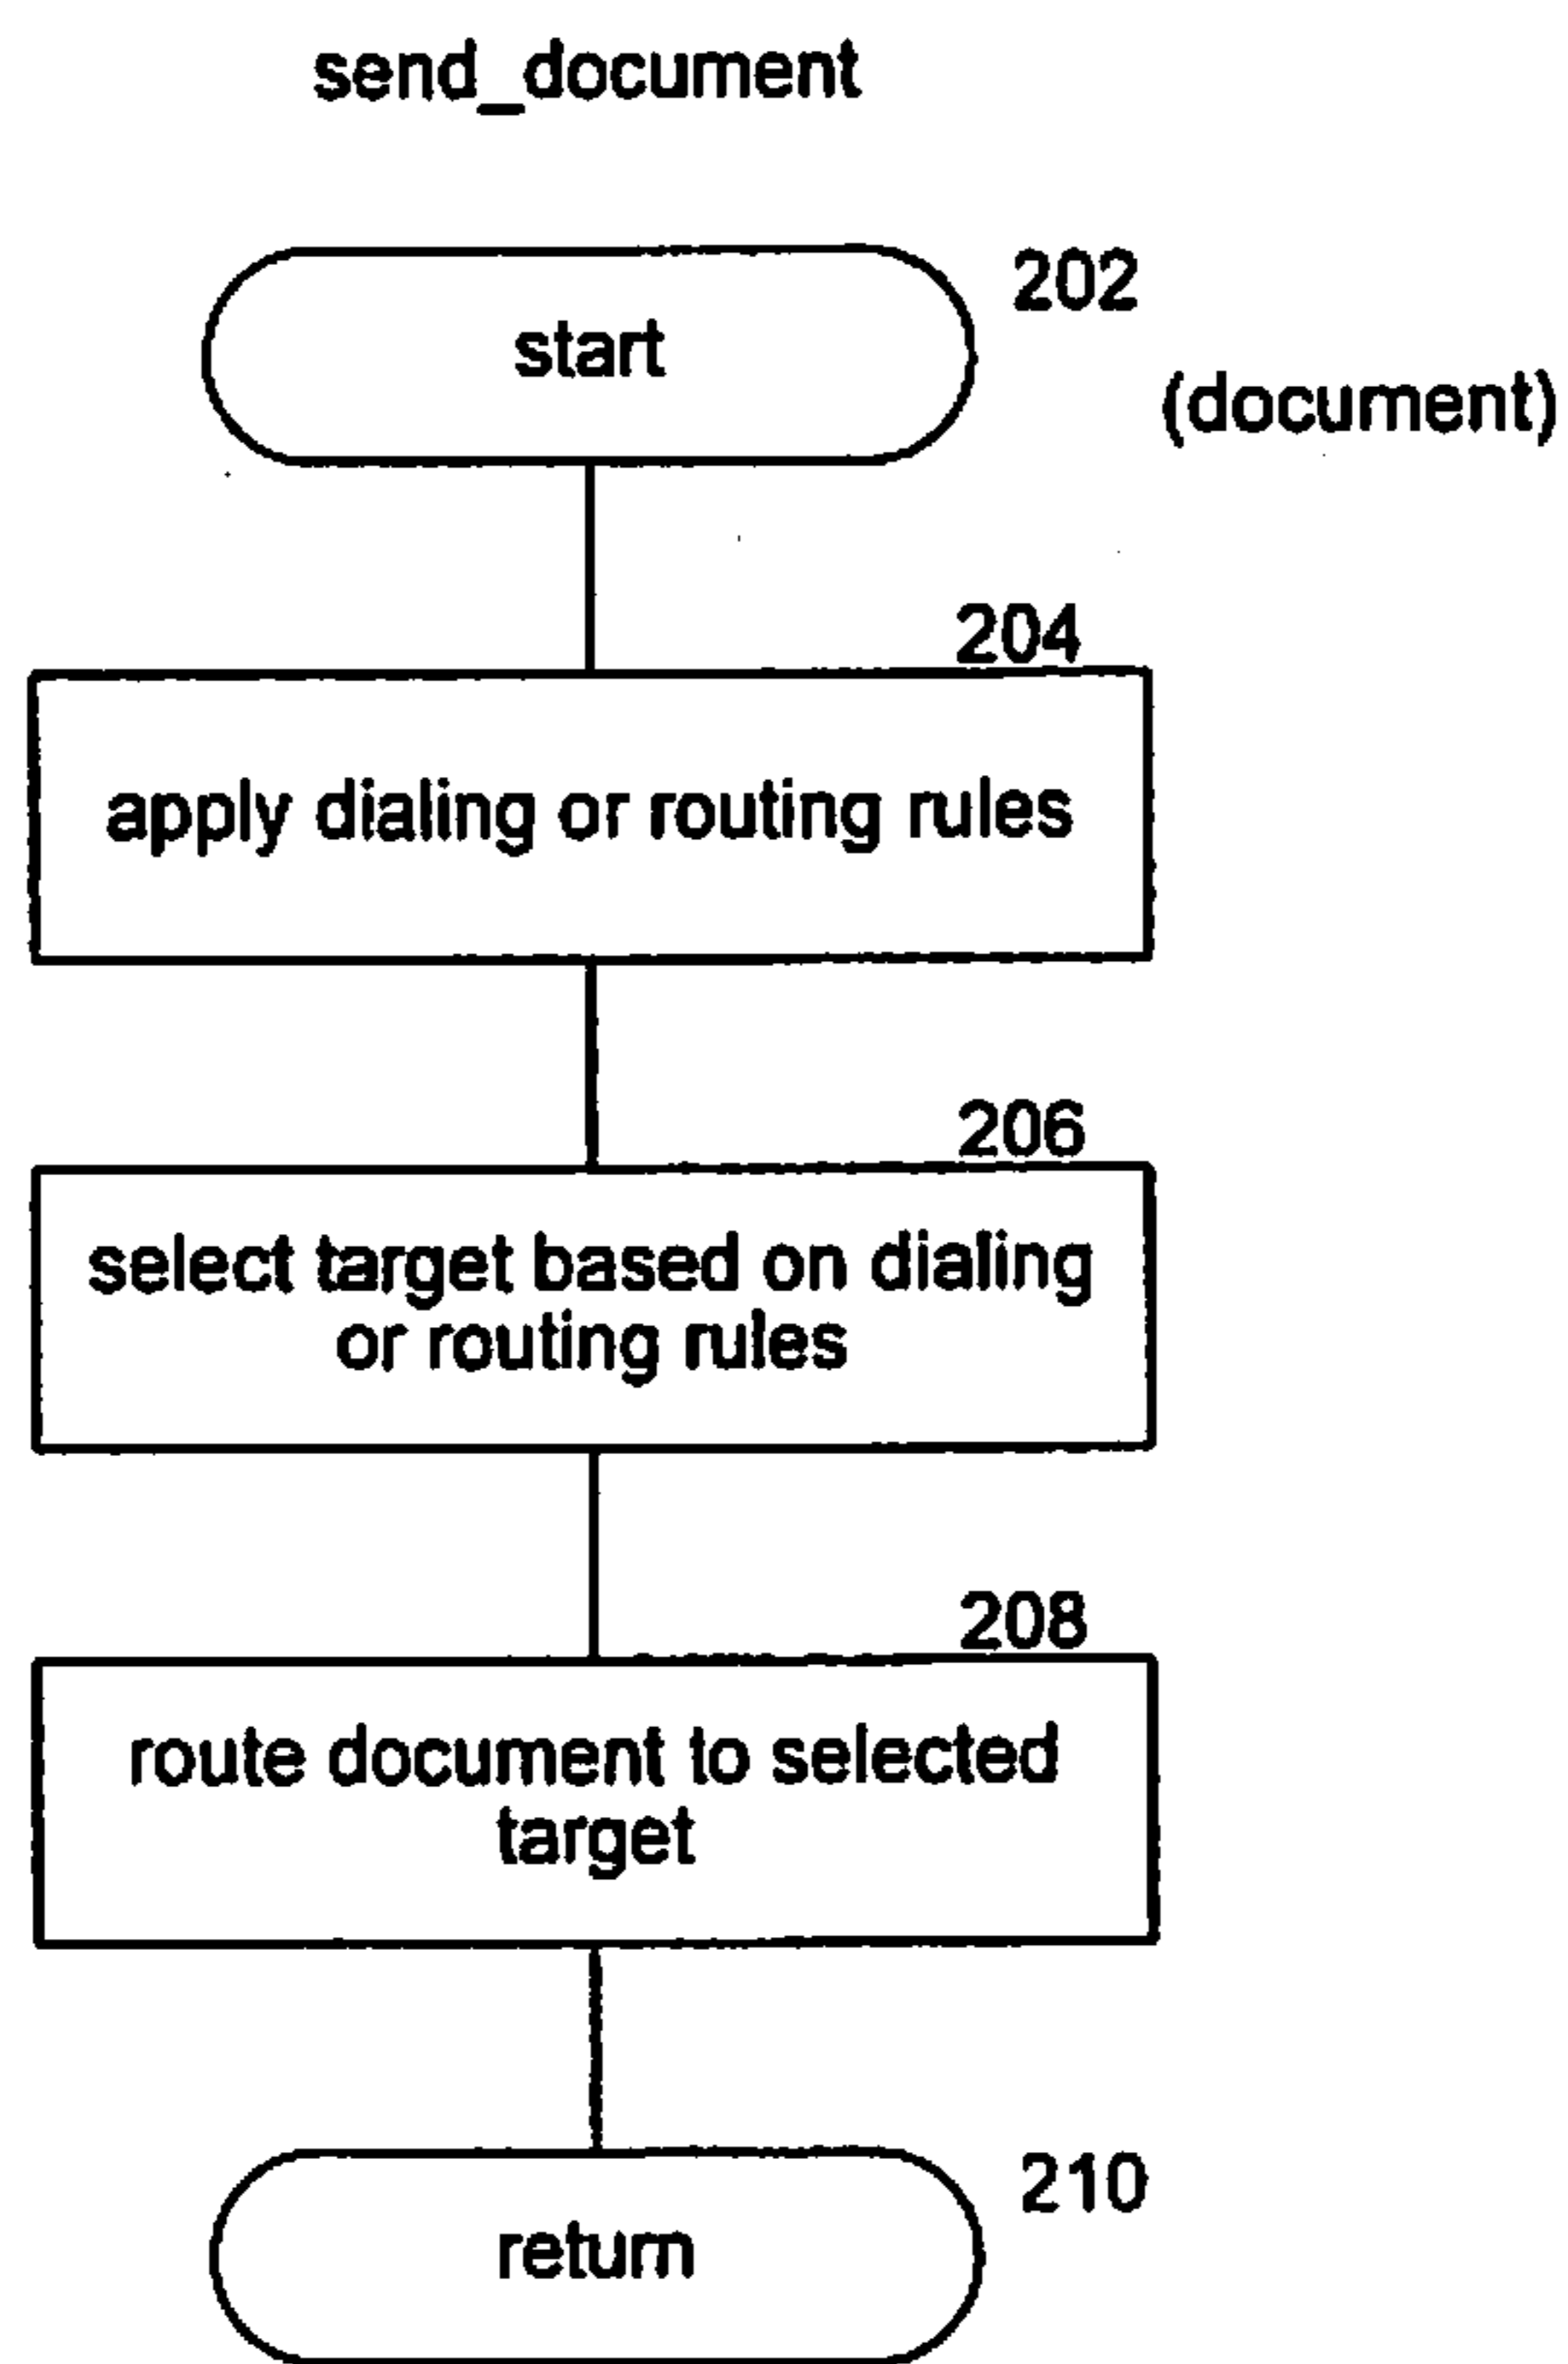 send_document
start
202
(document)
204
apply dialing or routing rules
206
select target based on dialing
or routing rules
208
route document to selected
target
210
return